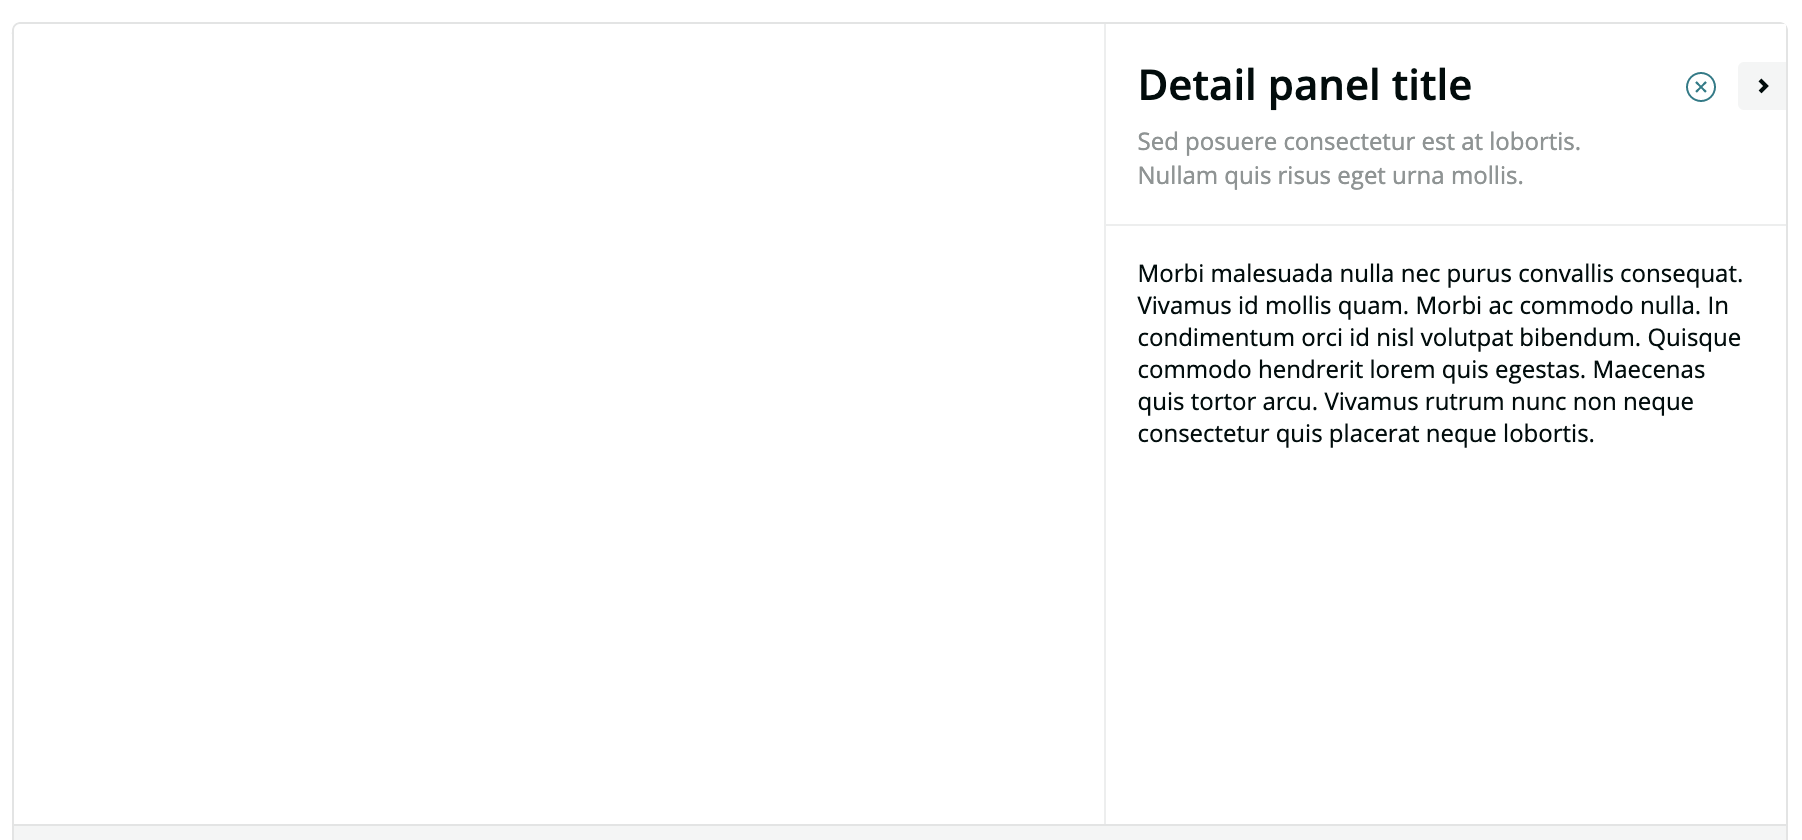 Detail panel title
Sed posuere consectetur est at lobortis.
Nullam quis risus eget urna mollis.
Morbi malesuada nulla nec purus convallis consequat.
Vivamus id mollis quam. Morbi ac commodo nulla. In
condimentum orci id nisl volutpat bibendum. Quisque
commodo hendrerit lorem quis egestas. Maecenas
quis tortor arcu. Vivamus rutrum nunc non neque
consectetur quis placerat neque lobortis.